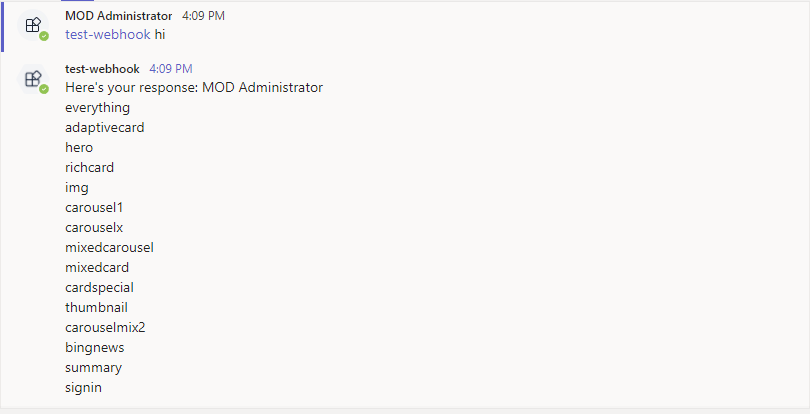 MOD Administrator 4:09 PM
test-webhook hi
test-webhook 4:09 PM
Here's your response: MOD Administrator
everything
adaptivecard
hero
richcard
img
carousel1
carouselx
mixedcarousel
mixedcard
cardspecial
thumbnail
carouselmix2
bingnews
summary
signin